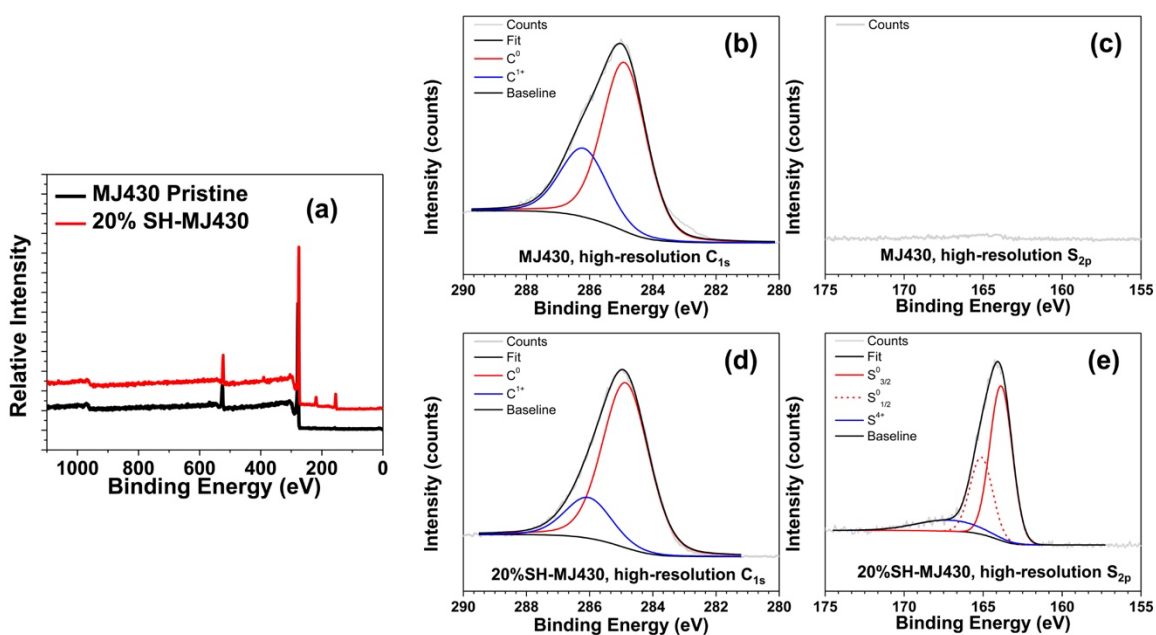 (a)
MJ430 Pristine
20% SH-MJ430
Relative Intensity
1000 800 600 400 200 0
Binding Energy (eV)
(b)
Counts
Fit
C⁰
C¹⁺
Baseline
Intensity (counts)
MJ430, high-resolution C₁ₛ
290 288 286 284 282 280
Binding Energy (eV)
(c)
Counts
Intensity (counts)
MJ430, high-resolution S₂ₚ
175 170 165 160 155
Binding Energy (eV)
(d)
Counts
Fit
C⁰
C¹⁺
Baseline
Intensity (counts)
20%SH-MJ430, high-resolution C₁ₛ
290 288 286 284 282 280
Binding Energy (eV)
(e)
Counts
Fit
S⁰3/2
S⁰1/2
S⁴⁺
Baseline
Intensity (counts)
20%SH-MJ430, high-resolution S₂ₚ
175 170 165 160 155
Binding Energy (eV)